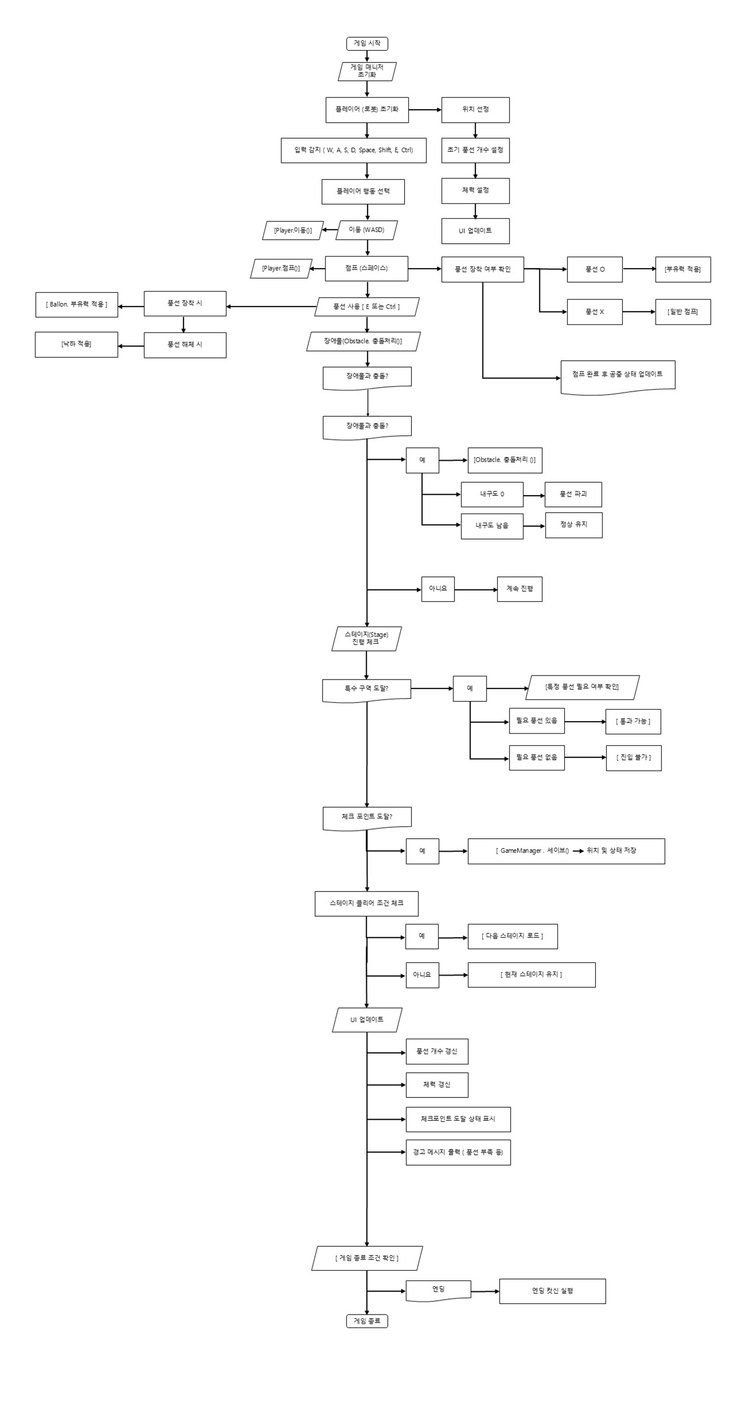 게임 시작
게임 매니저
초기화
플레이어 (로봇) 초기화
위치 선정
입력 감지 ( W, A, S, D, Space, Shift, E, Ctrl)
초기 풍선 개수 설정
플레이어 행동 선택
체력 설정
[Player.이동()]
이동 (WASD)
UI 업데이트
[Player.점프()]
점프 (스페이스)
풍선 장착 여부 확인
풍선 O
[부유력 적용]
[ Ballon. 부유력 적용 ]
풍선 장착 시
풍선 사용 [ E 또는 Ctrl ]
풍선 X
[일반 점프]
[낙하 적용]
풍선 해체 시
장애물(Obstacle. 충돌처리()]
장애물과 충돌?
점프 완료 후 공중 상태 업데이트
장애물과 충돌?
예
[Obstacle. 충돌처리 ()]
내구도 0
풍선 파괴
내구도 남음
정상 유지
아니요
계속 진행
스테이지(Stage)
진행 체크
특수 구역 도달?
예
[특정 풍선 필요 여부 확인]
필요 풍선 있음
[ 통과 가능 ]
필요 풍선 없음
[ 진입 불가 ]
체크 포인트 도달?
예
[ GameManager . 세이브() → 위치 및 상태 저장
스테이지 클리어 조건 체크
예
[ 다음 스테이지 로드 ]
아니요
[ 현재 스테이지 유지 ]
UI 업데이트
풍선 개수 갱신
체력 갱신
체크포인트 도달 상태 표시
경고 메시지 출력 ( 풍선 부족 등)
[ 게임 종료 조건 확인 ]
엔딩
엔딩 컷신 실행
게임 종료